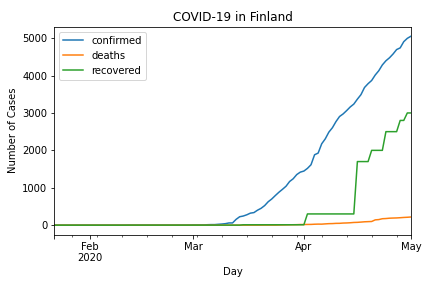 COVID-19 in Finland
confirmed
deaths
recovered
Number of Cases
5000
4000
3000
2000
1000
0
Feb Mar Apr May
2020
Day